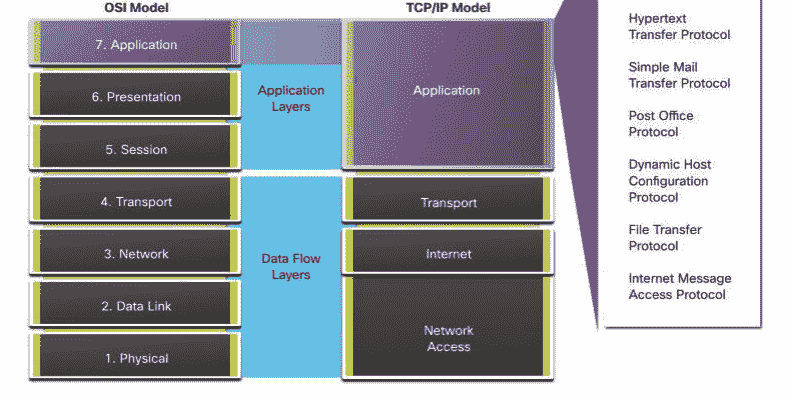 OSI Model
TCP/IP Model
7. Application
6. Presentation
5. Session
4. Transport
3. Network
2. Data Link
1. Physical
Application
Layers
Data Flow
Layers
Application
Transport
Internet
Network
Access
Hypertext
Transfer Protocol
Simple Mail
Transfer Protocol
Post Office
Protocol
Dynamic Host
Configuration
Protocol
File Transfer
Protocol
Internet Message
Access Protocol